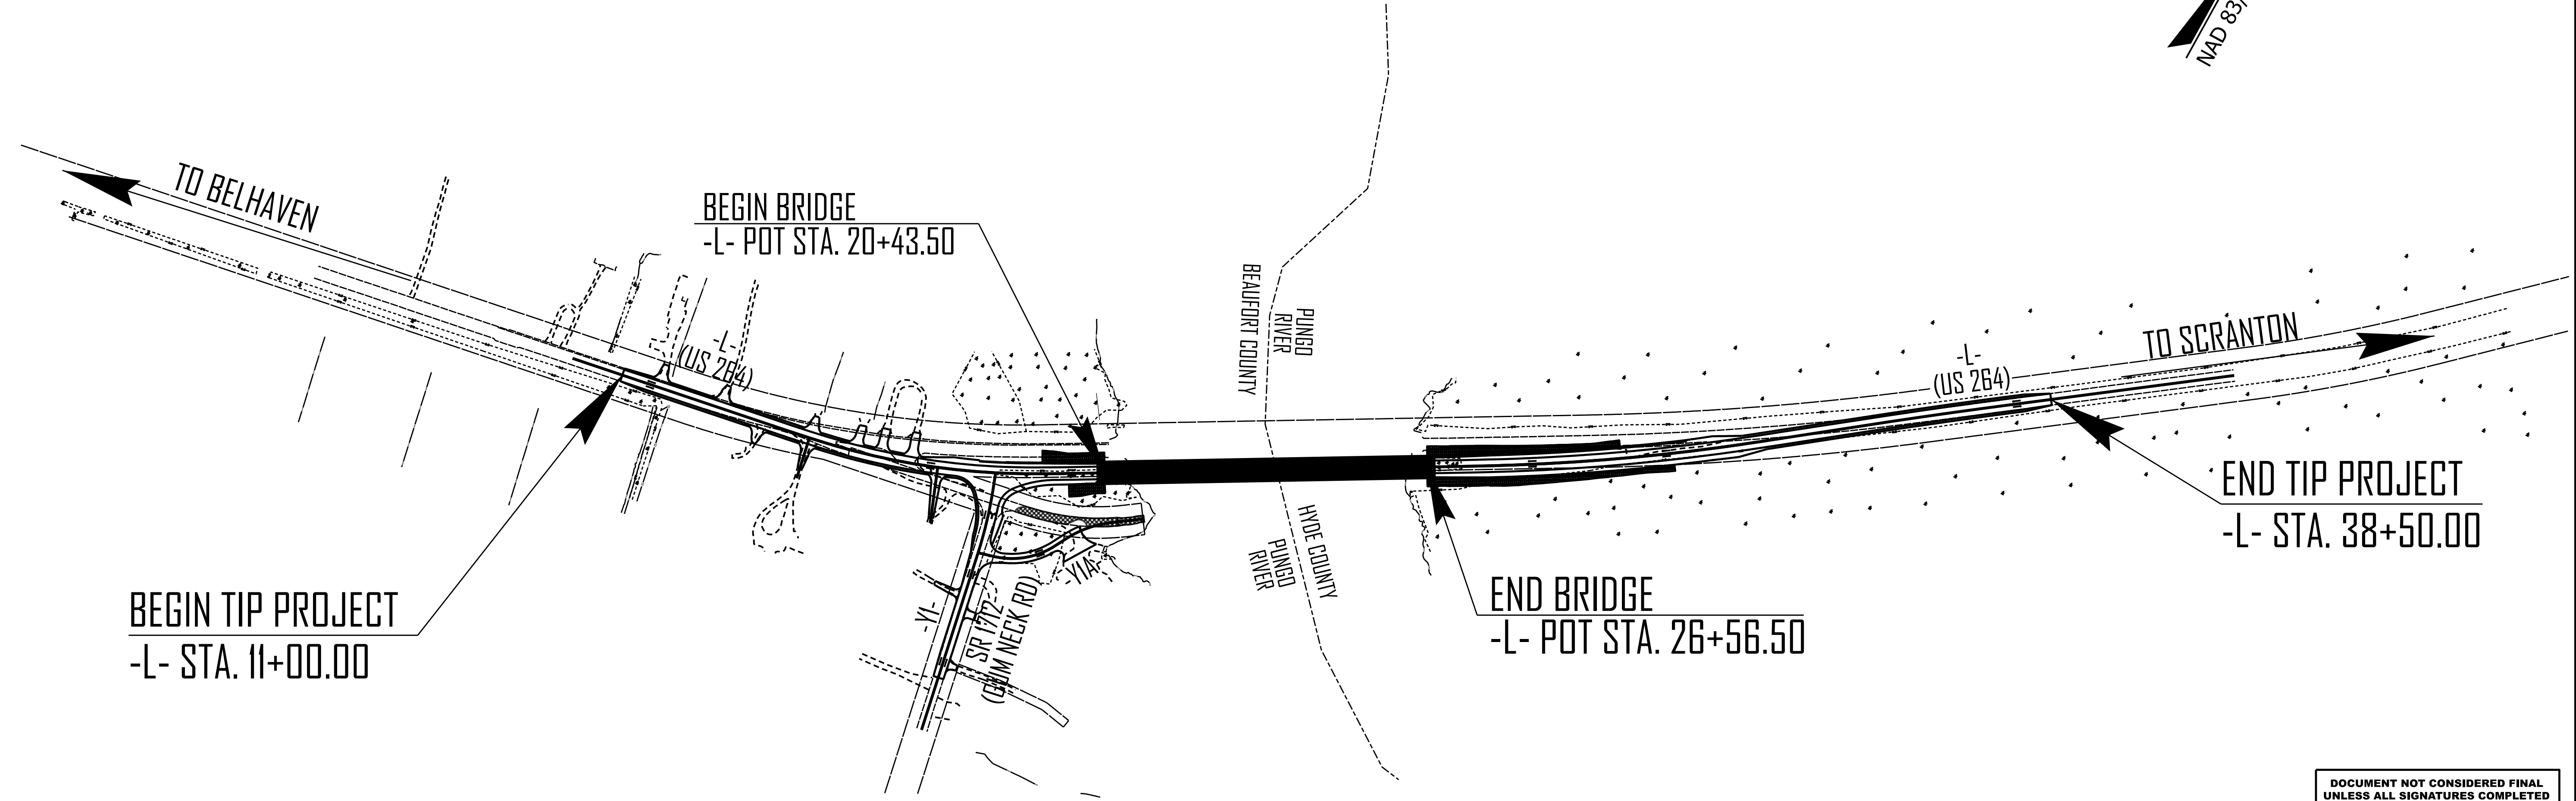 NAD 83/
TO BELHAVEN
BEGIN BRIDGE
-L- POT STA. 20+43.50
-L-
(US 264)
BEAUFORT COUNTY
PUNGO
RIVER
-L-
(US 264)
TO SCRANTON
END TIP PROJECT
-L- STA. 38+50.00
HYDE COUNTY
PUNGO
RIVER
END BRIDGE
-L- POT STA. 26+56.50
BEGIN TIP PROJECT
-L- STA. 11+00.00
-Y1-
SR 1712
(GUM NECK RD)
-Y1A-
DOCUMENT NOT CONSIDERED FINAL
UNLESS ALL SIGNATURES COMPLETED